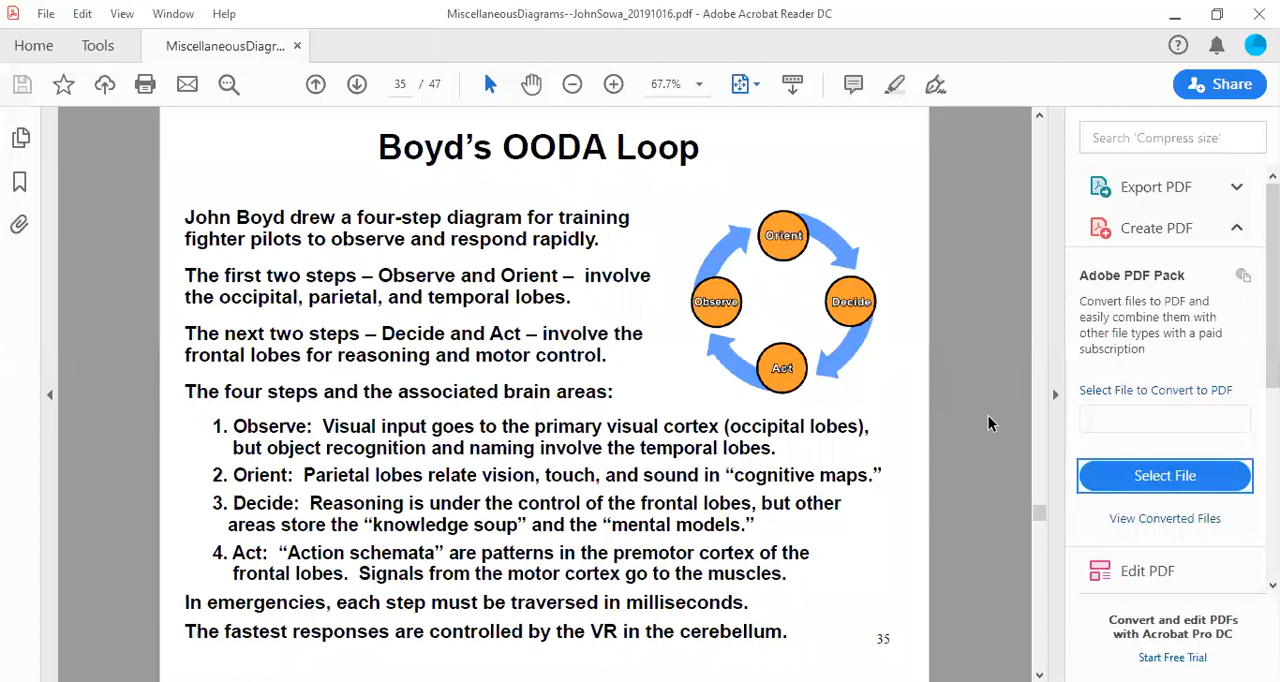 File Edit View Window Help
MiscellaneousDiagrams--JohnSowa_20191016.pdf - Adobe Acrobat Reader DC
Home Tools MiscellaneousDiagr... ×
35 / 47 67.7% Share
Boyd’s OODA Loop
John Boyd drew a four-step diagram for training
fighter pilots to observe and respond rapidly.
The first two steps – Observe and Orient – involve
the occipital, parietal, and temporal lobes.
The next two steps – Decide and Act – involve the
frontal lobes for reasoning and motor control.
The four steps and the associated brain areas:
Orient
Observe
Decide
Act
1. Observe: Visual input goes to the primary visual cortex (occipital lobes),
but object recognition and naming involve the temporal lobes.
2. Orient: Parietal lobes relate vision, touch, and sound in “cognitive maps.”
3. Decide: Reasoning is under the control of the frontal lobes, but other
areas store the “knowledge soup” and the “mental models.”
4. Act: “Action schemata” are patterns in the premotor cortex of the
frontal lobes. Signals from the motor cortex go to the muscles.
In emergencies, each step must be traversed in milliseconds.
The fastest responses are controlled by the VR in the cerebellum.
35
Search 'Compress size'
Export PDF
Create PDF
Adobe PDF Pack
Convert files to PDF and
easily combine them with
other file types with a paid
subscription
Select File to Convert to PDF
Select File
View Converted Files
Edit PDF
Convert and edit PDFs
with Acrobat Pro DC
Start Free Trial